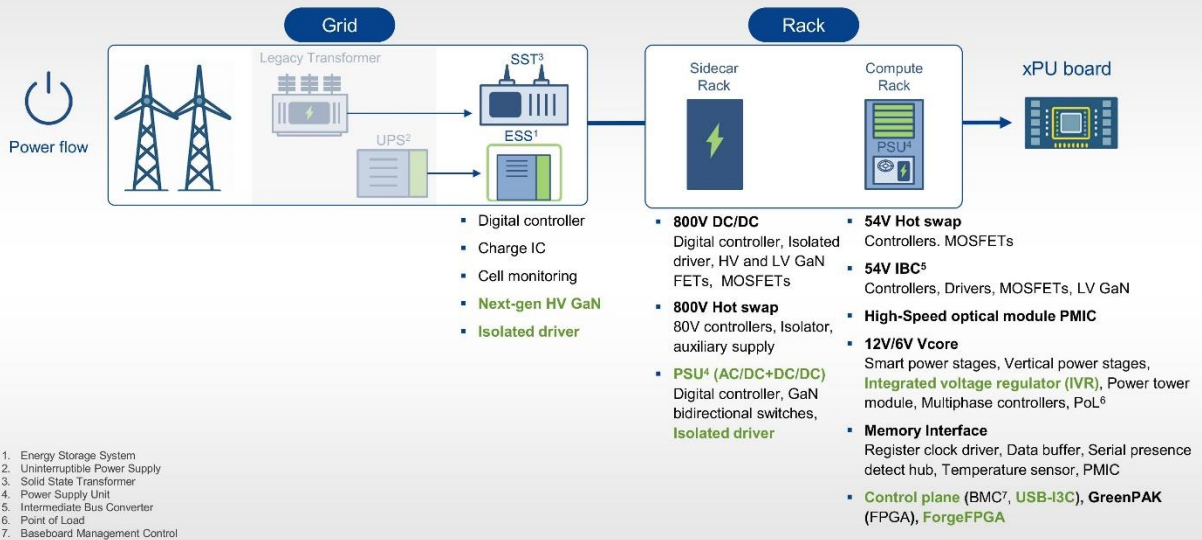 Grid
Rack
Power flow
Legacy Transformer
UPS²
SST³
ESS¹
Sidecar
Rack
Compute
Rack
PSU⁴
xPU board
▪ Digital controller
▪ Charge IC
▪ Cell monitoring
▪ Next-gen HV GaN
▪ Isolated driver
▪ 800V DC/DC
Digital controller, Isolated
driver, HV and LV GaN
FETs, MOSFETs
▪ 800V Hot swap
80V controllers, Isolator,
auxiliary supply
▪ PSU⁴ (AC/DC+DC/DC)
Digital controller, GaN
bidirectional switches,
Isolated driver
▪ 54V Hot swap
Controllers. MOSFETs
▪ 54V IBC⁵
Controllers, Drivers, MOSFETs, LV GaN
▪ High-Speed optical module PMIC
▪ 12V/6V Vcore
Smart power stages, Vertical power stages,
Integrated voltage regulator (IVR), Power tower
module, Multiphase controllers, PoL⁶
▪ Memory Interface
Register clock driver, Data buffer, Serial presence
detect hub, Temperature sensor, PMIC
▪ Control plane (BMC⁷, USB-I3C), GreenPAK
(FPGA), ForgeFPGA
1. Energy Storage System
2. Uninterruptible Power Supply
3. Solid State Transformer
4. Power Supply Unit
5. Intermediate Bus Converter
6. Point of Load
7. Baseboard Management Control